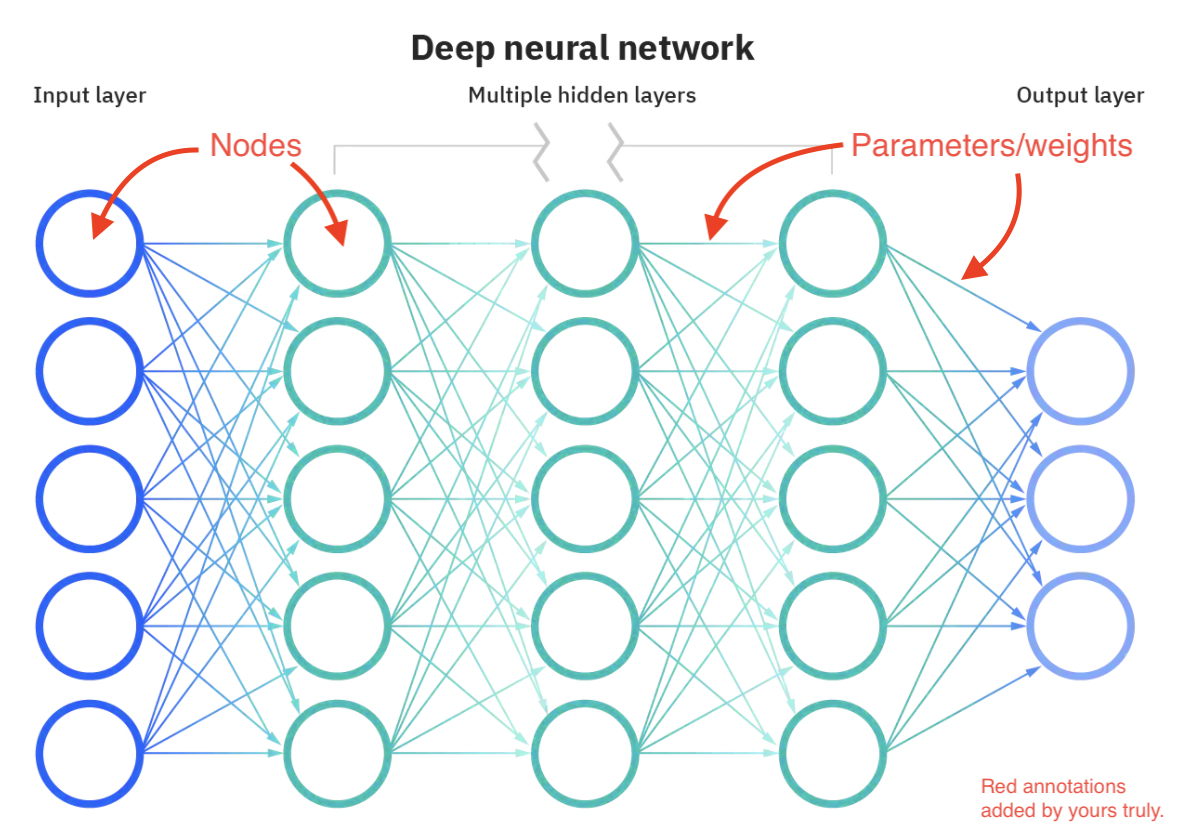 Deep neural network
Input layer
Multiple hidden layers
Output layer
Nodes
Parameters/weights
Red annotations
added by yours truly.